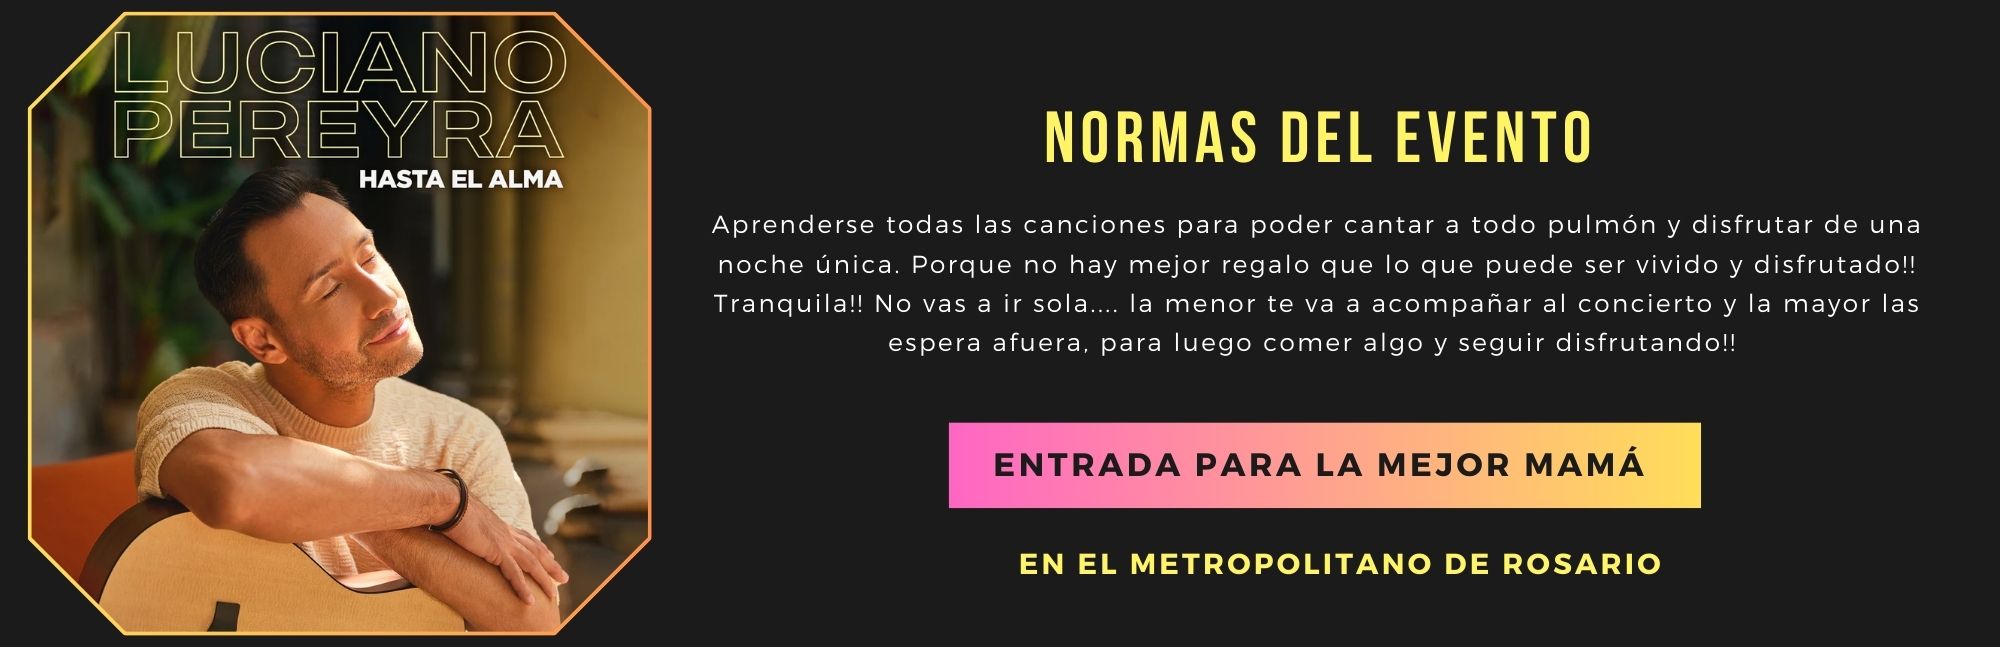 LUCIANO
PEREYRA
HASTA EL ALMA
NORMAS DEL EVENTO
Aprenderse todas las canciones para poder cantar a todo pulmón y disfrutar de una
noche única. Porque no hay mejor regalo que lo que puede ser vivido y disfrutado!!
Tranquila!! No vas a ir sola.... la menor te va a acompañar al concierto y la mayor las
espera afuera, para luego comer algo y seguir disfrutando!!
ENTRADA PARA LA MEJOR MAMÁ
EN EL METROPOLITANO DE ROSARIO